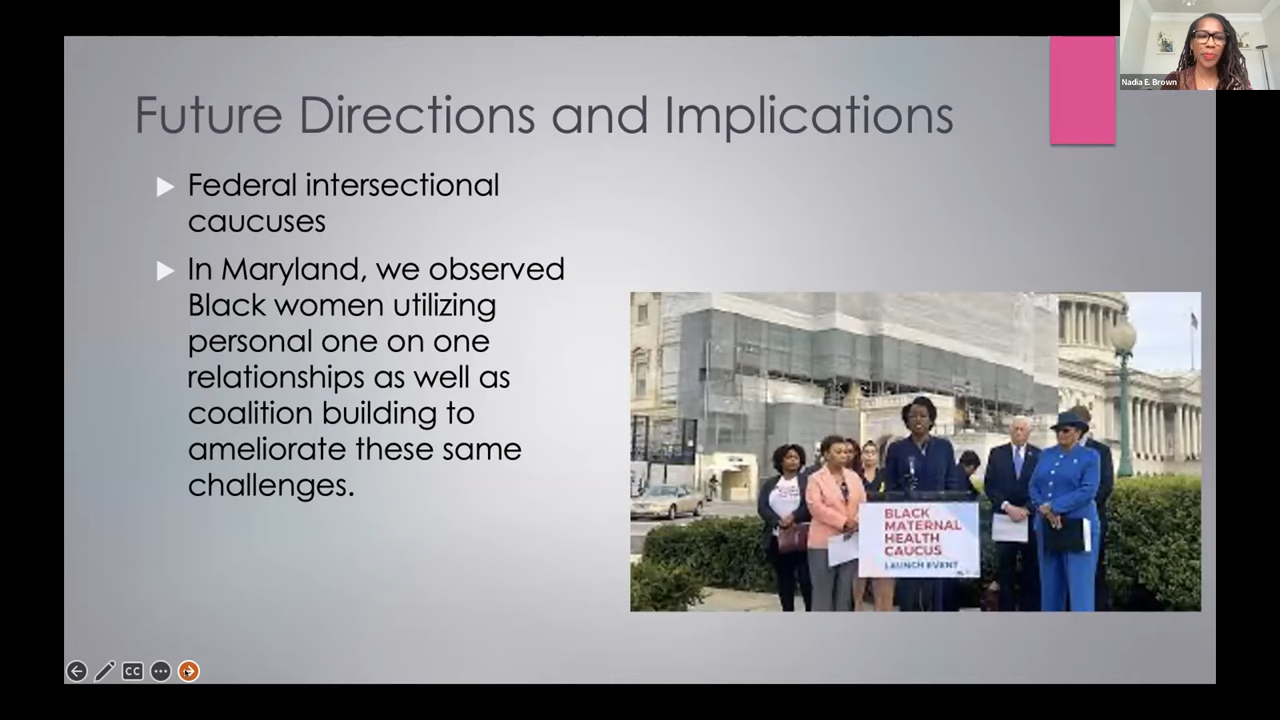 Future Directions and Implications
Federal intersectional
caucuses
In Maryland, we observed
Black women utilizing
personal one on one
relationships as well as
coalition building to
ameliorate these same
challenges.
BLACK
MATERNAL
HEALTH
CAUCUS
LAUNCH EVENT
Nadia E. Brown
CC